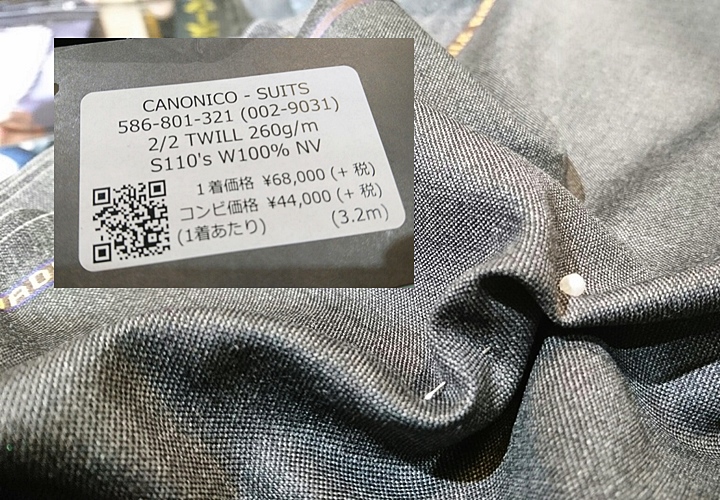 CANONICO - SUITS
586-801-321 (002-9031)
2/2 TWILL 260g/m
S110's W100% NV
1着価格 ¥68,000 (+ 税)
コンビ価格 ¥44,000 (+ 税)
(1着あたり) (3.2m)